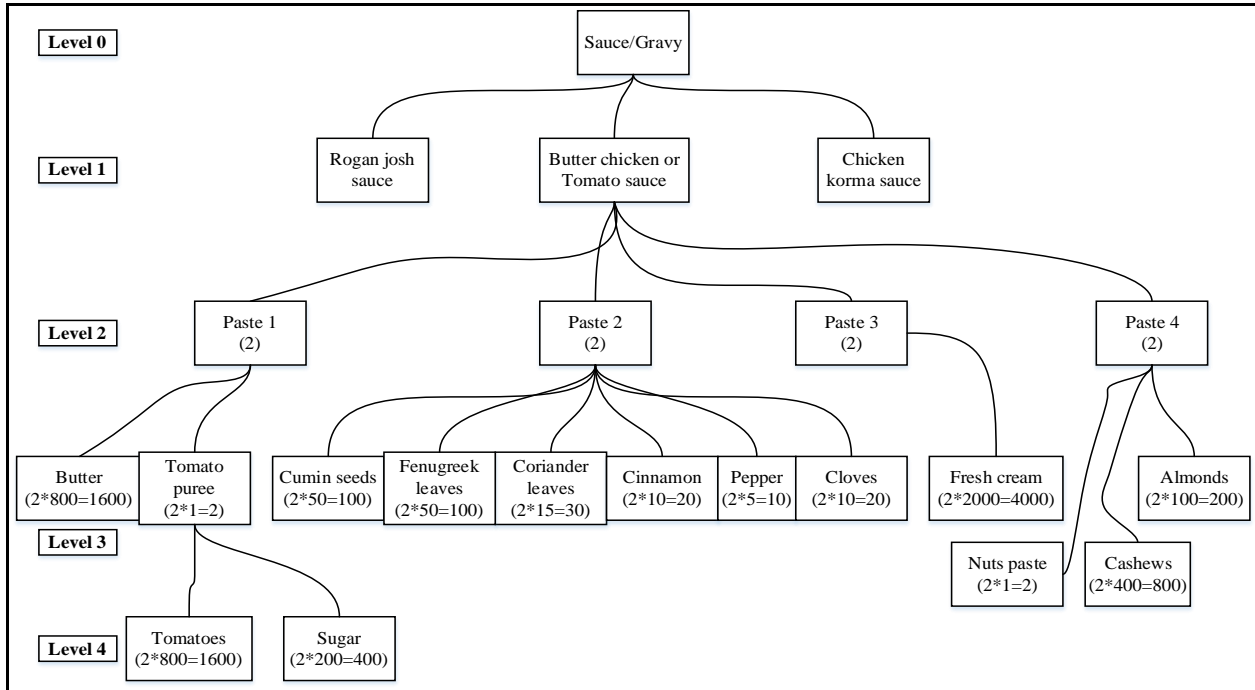 Level 0
Sauce/Gravy
Level 1
Rogan josh
sauce
Butter chicken or
Tomato sauce
Chicken
korma sauce
Level 2
Paste 1
(2)
Paste 2
(2)
Paste 3
(2)
Paste 4
(2)
Butter
(2*800=1600)
Tomato
puree
(2*1=2)
Cumin seeds
(2*50=100)
Fenugreek
leaves
(2*50=100)
Coriander
leaves
(2*15=30)
Cinnamon
(2*10=20)
Pepper
(2*5=10)
Cloves
(2*10=20)
Fresh cream
(2*2000=4000)
Almonds
(2*100=200)
Level 3
Nuts paste
(2*1=2)
Cashews
(2*400=800)
Level 4
Tomatoes
(2*800=1600)
Sugar
(2*200=400)